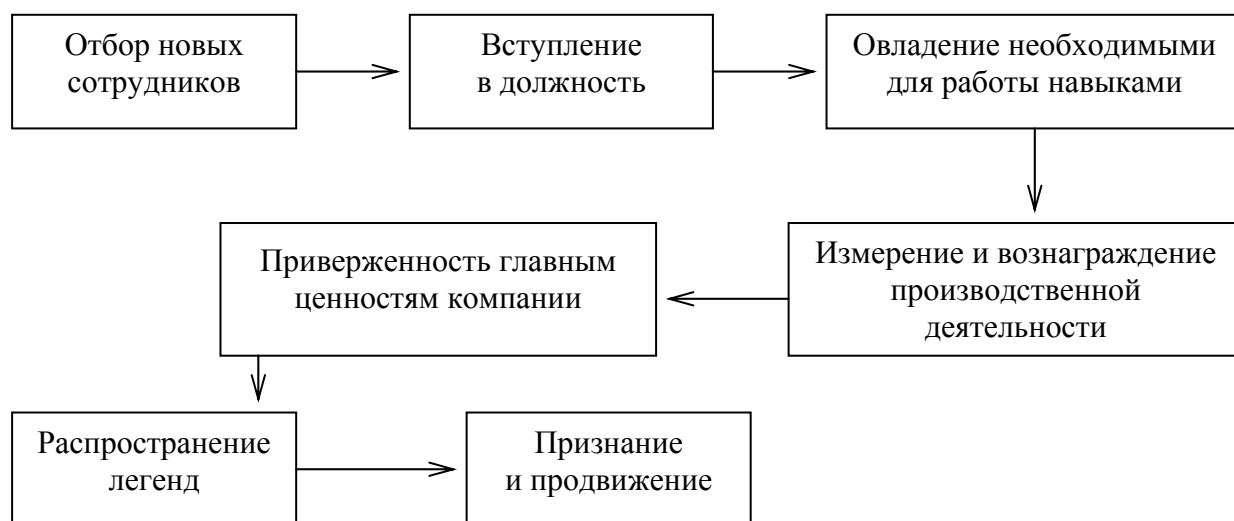 Отбор новых
сотрудников
Вступление
в должность
Овладение необходимыми
для работы навыками
Измерение и вознаграждение
производственной
деятельности
Приверженность главным
ценностям компании
Распространение
легенд
Признание
и продвижение